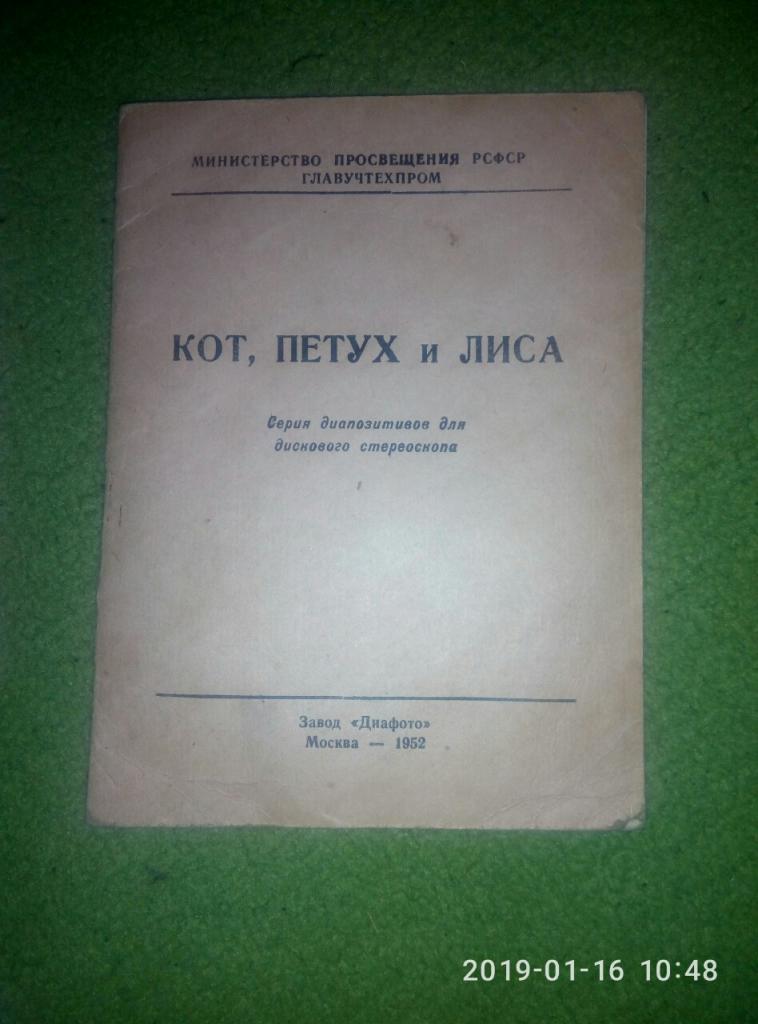 МИНИСТЕРСТВО ПРОСВЕЩЕНИЯ РСФСР
ГЛАВУЧТЕХПРОМ
КОТ, ПЕТУХ и ЛИСА
Серия диапозитивов для
дискового стереоскопа
Завод «Диафото»
Москва — 1952
2019-01-16 10:48